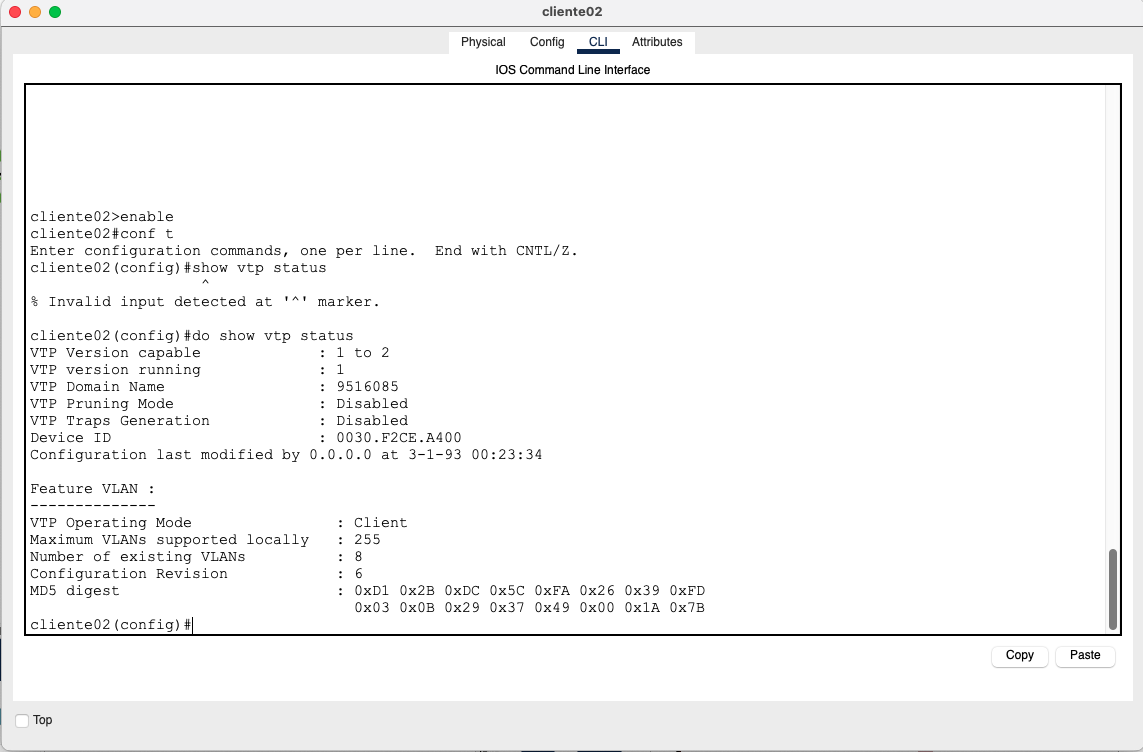 cliente02
Physical Config CLI Attributes
IOS Command Line Interface
cliente02>enable
cliente02#conf t
Enter configuration commands, one per line.  End with CNTL/Z.
cliente02(config)#show vtp status
                   ^
% Invalid input detected at '^' marker.
cliente02(config)#do show vtp status
VTP Version capable             : 1 to 2
VTP version running             : 1
VTP Domain Name                 : 9516085
VTP Pruning Mode                : Disabled
VTP Traps Generation            : Disabled
Device ID                       : 0030.F2CE.A400
Configuration last modified by 0.0.0.0 at 3-1-93 00:23:34
Feature VLAN :
--------------
VTP Operating Mode                : Client
Maximum VLANs supported locally   : 255
Number of existing VLANs          : 8
Configuration Revision            : 6
MD5 digest                        : 0xD1 0x2B 0xDC 0x5C 0xFA 0x26 0x39 0xFD
                                    0x03 0x0B 0x29 0x37 0x49 0x00 0x1A 0x7B
cliente02(config)#
Copy Paste
Top